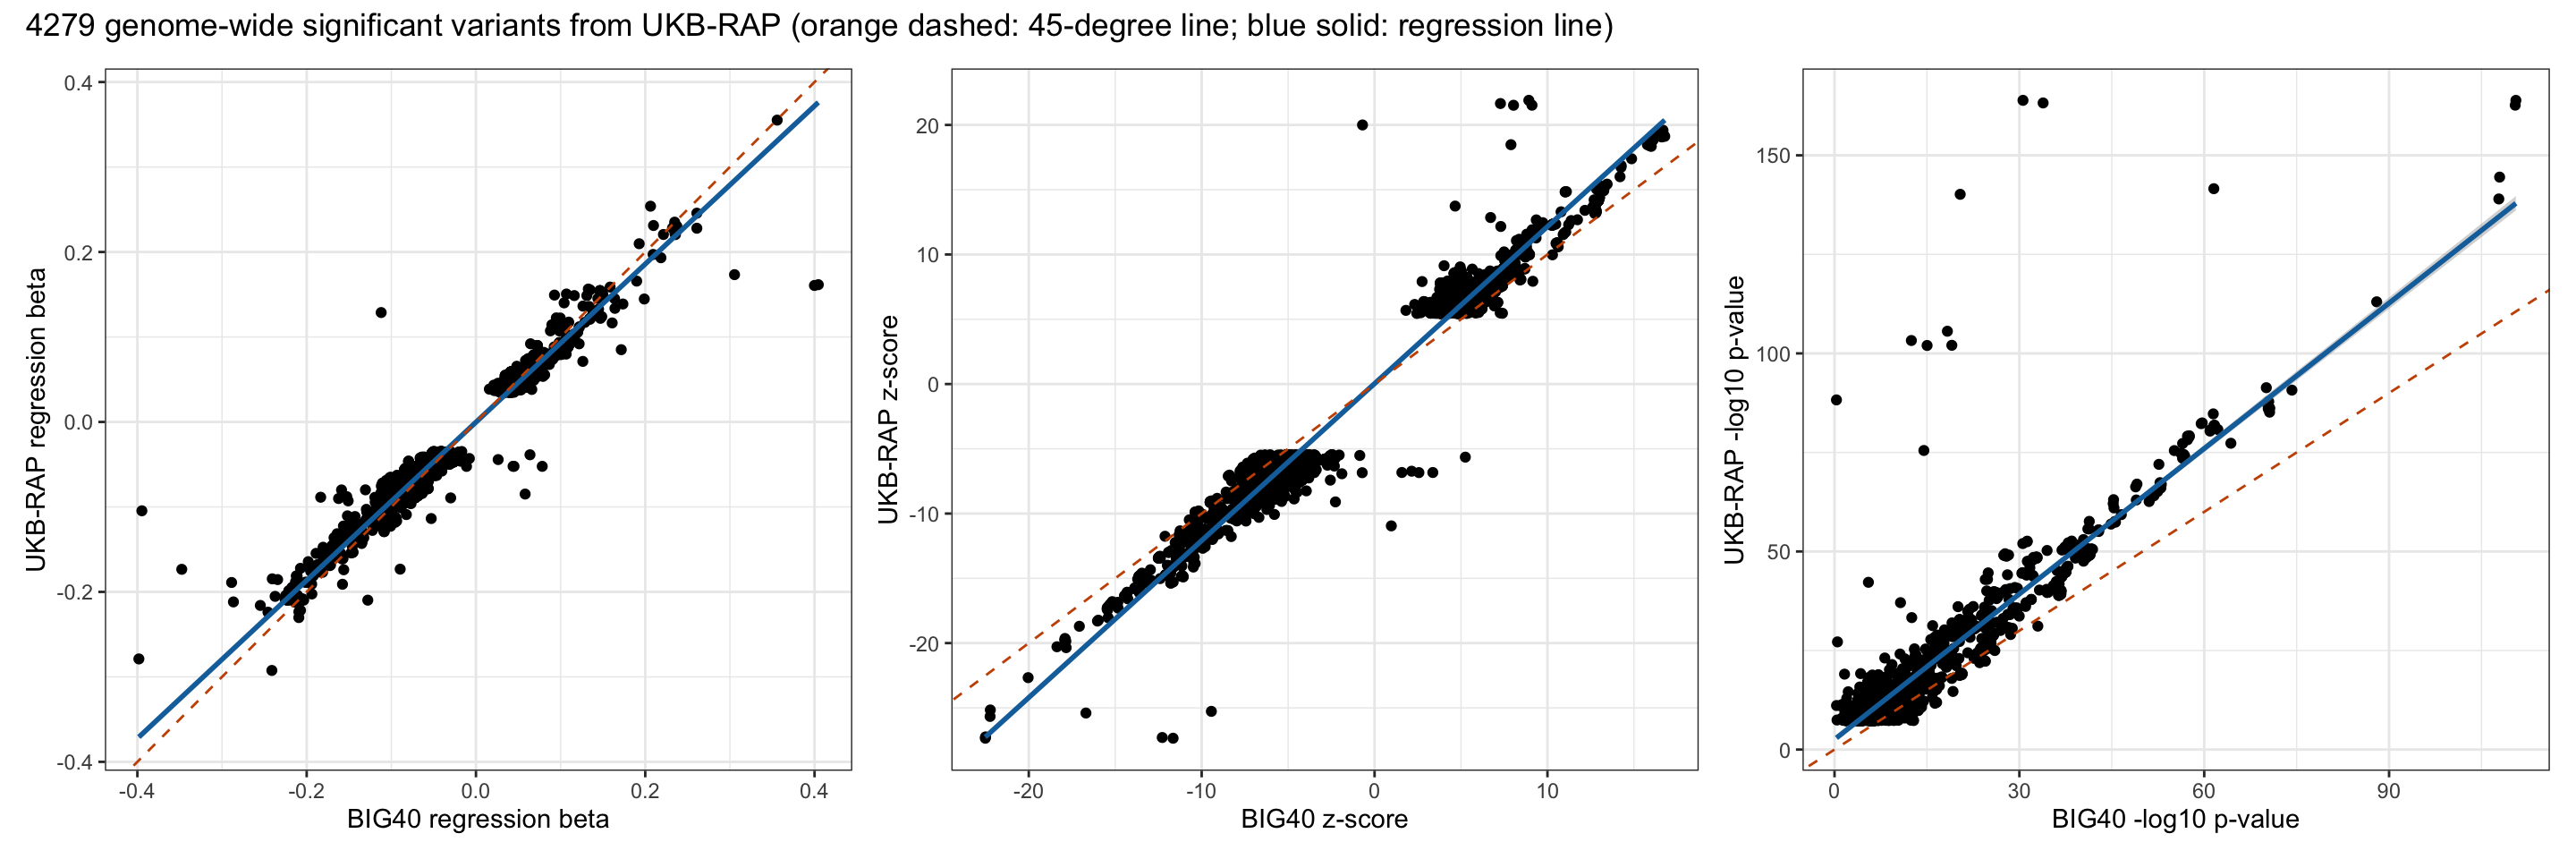 4279 genome-wide significant variants from UKB-RAP (orange dashed: 45-degree line; blue solid: regression line)
UKB-RAP regression beta
0.4
0.2
0.0
-0.2
-0.4
-0.4 -0.2 0.0 0.2 0.4
BIG40 regression beta
UKB-RAP z-score
20
10
0
-10
-20
-20 -10 0 10
BIG40 z-score
UKB-RAP -log10 p-value
150
100
50
0
0 30 60 90
BIG40 -log10 p-value